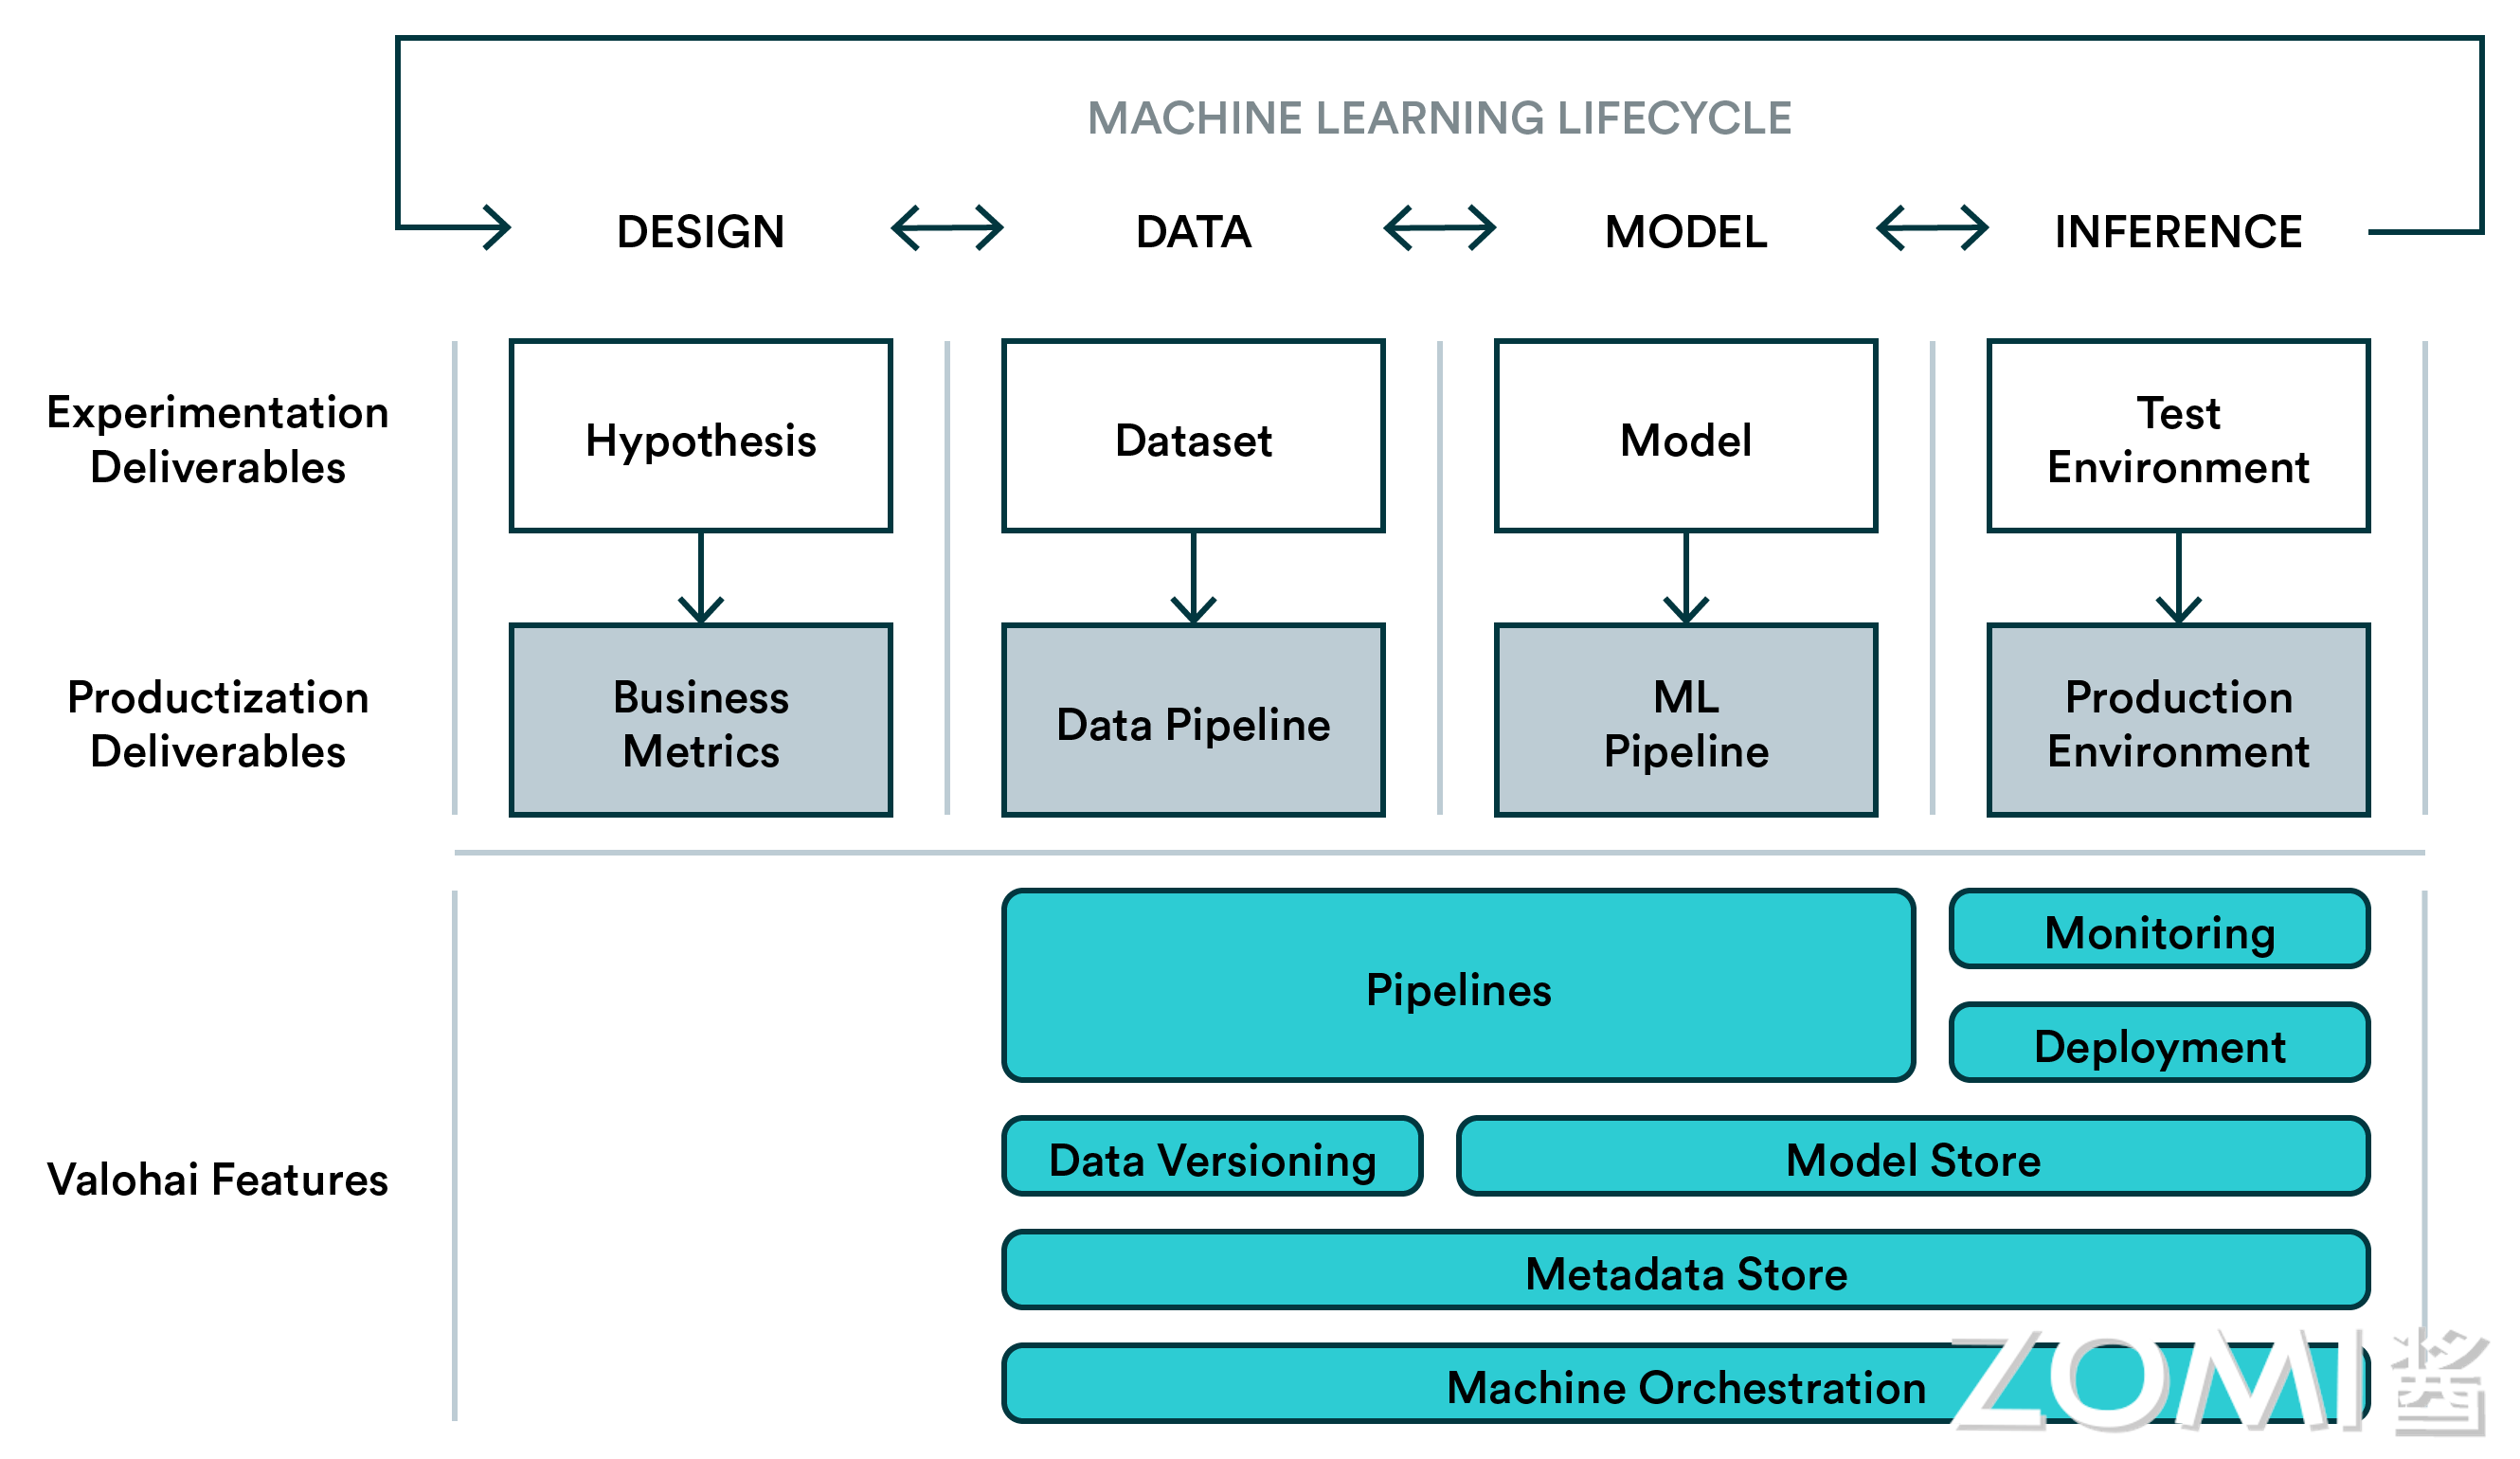 MACHINE LEARNING LIFECYCLE
DESIGN
DATA
MODEL
INFERENCE
Experimentation
Deliverables
Hypothesis
Dataset
Model
Test
Environment
Productization
Deliverables
Business
Metrics
Data Pipeline
ML
Pipeline
Production
Environment
Valohai Features
Pipelines
Monitoring
Deployment
Data Versioning
Model Store
Metadata Store
Machine Orchestration
ZOMI酱